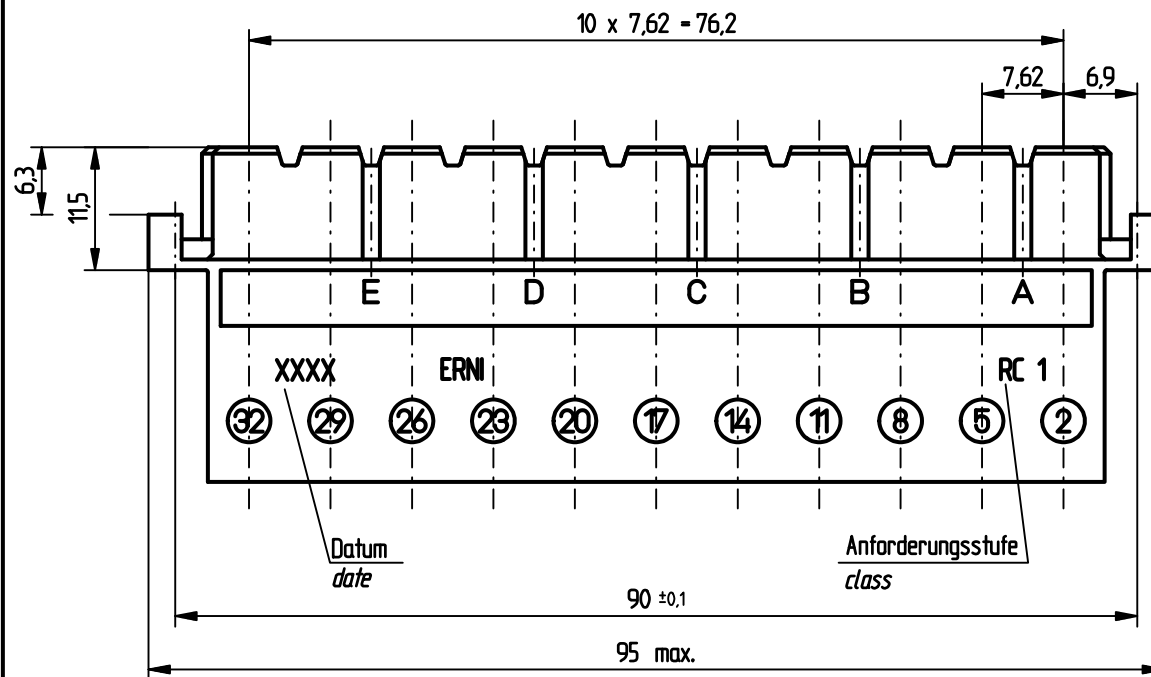 10 x 7,62 = 76,2
7,62
6,9
6,3
11,5
E
D
C
B
A
XXXX
ERNI
RC 1
32
29
26
23
20
17
14
11
8
5
2
Datum
date
Anforderungsstufe
class
90 ±0,1
95 max.